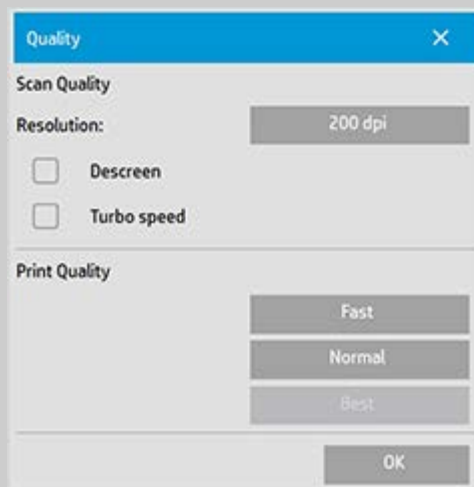 Quality
Scan Quality
Resolution: 200 dpi
Descreen
Turbo speed
Print Quality
Fast
Normal
Best
OK